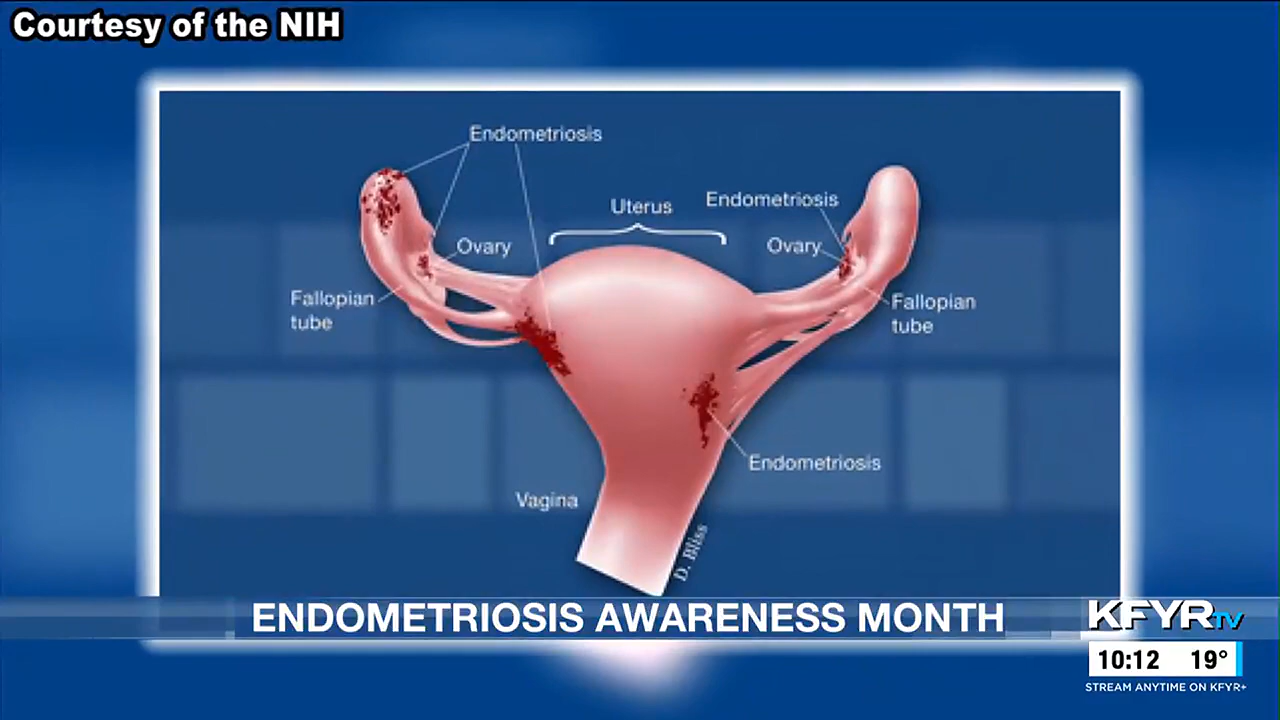 Courtesy of the NIH
Endometriosis
Uterus
Endometriosis
Ovary
Ovary
Fallopian
tube
Fallopian
tube
Endometriosis
Vagina
D. Bliss
ENDOMETRIOSIS AWARENESS MONTH
KFYR TV
10:12 19°
STREAM ANYTIME ON KFYR+